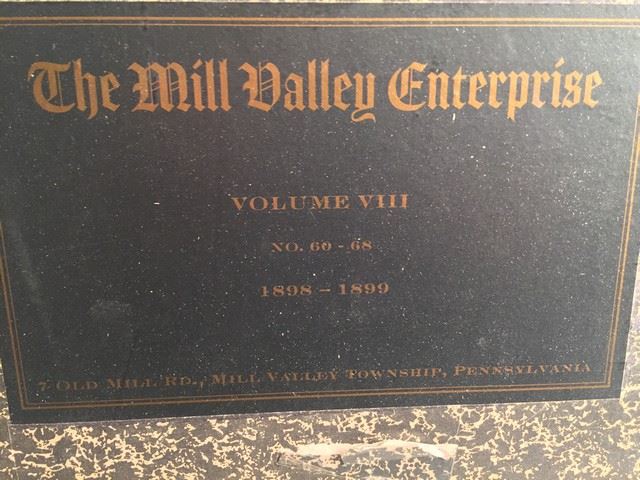 The Mill Valley Enterprise
VOLUME VIII
NO. 60 - 68
1898 – 1899
7 OLD MILL RD., MILL VALLEY TOWNSHIP, PENNSYLVANIA